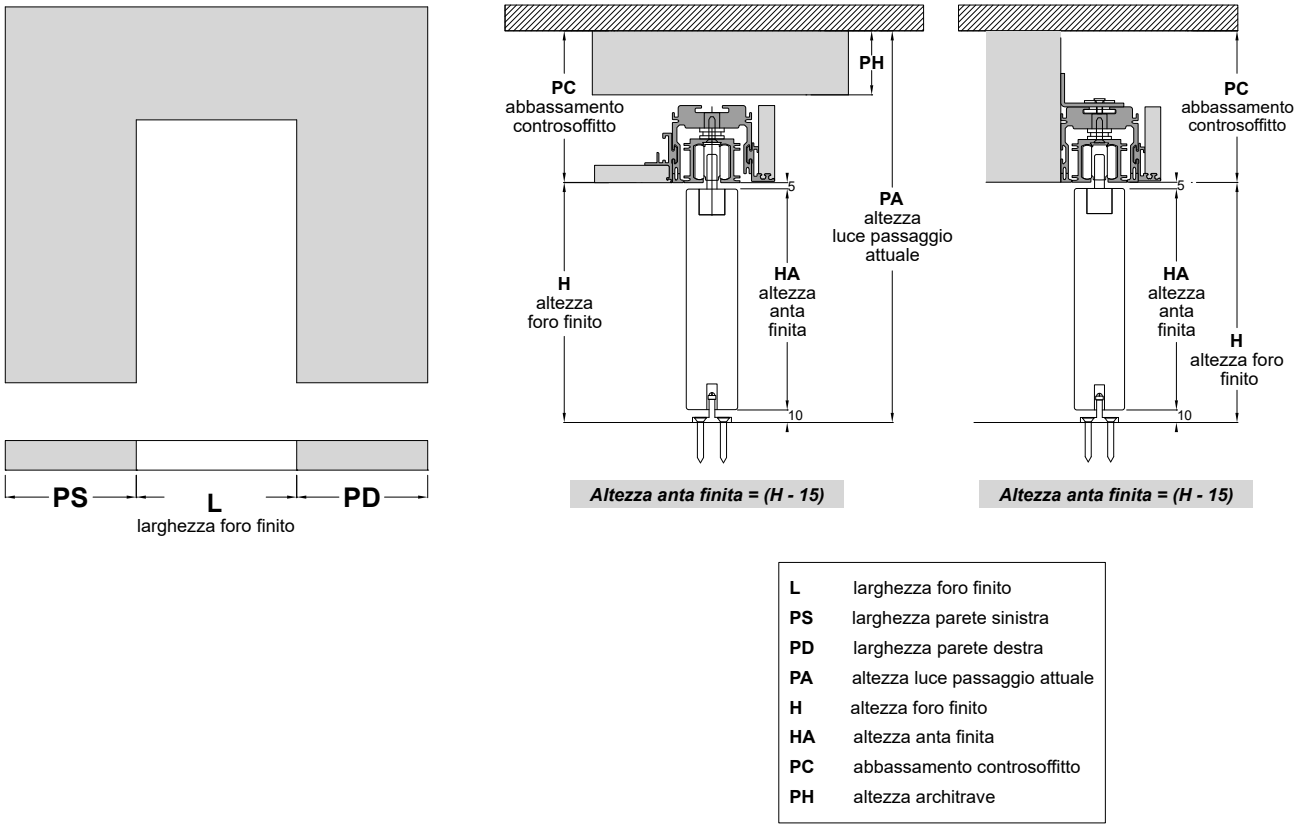 PS
L
PD
larghezza foro finito
PC
abbassamento
controsoffitto
PH
5
PA
altezza
luce passaggio
attuale
H
altezza
foro finito
HA
altezza
anta
finita
10
Altezza anta finita = (H - 15)
PC
abbassamento
controsoffitto
5
HA
altezza
anta
finita
H
altezza foro
finito
10
Altezza anta finita = (H - 15)
L larghezza foro finito
PS larghezza parete sinistra
PD larghezza parete destra
PA altezza luce passaggio attuale
H altezza foro finito
HA altezza anta finita
PC abbassamento controsoffitto
PH altezza architrave